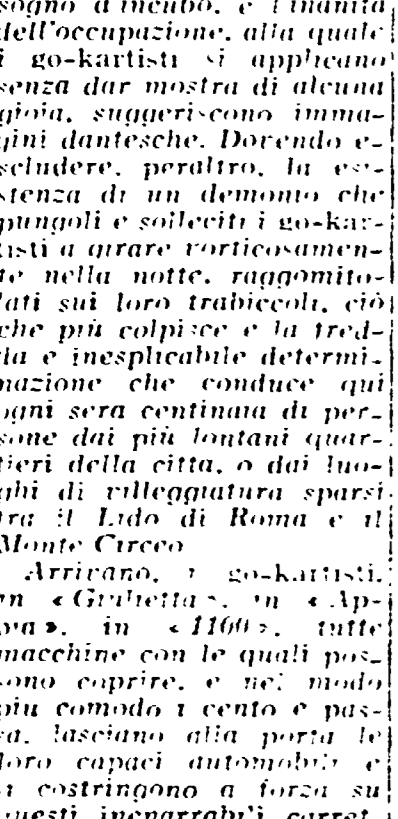 sogno d'incubo, e l'inanità
dell'occupazione, alla quale
i go-kartisti si applicano
senza dar mostra di alcuna
gioia, suggeriscono imma-
gini dantesche. Dovendo e-
scludere, peraltro, la esi-
stenza di un demonio che
pungoli e solleciti i go-kar-
tisti a girare vorticosamen-
te nella notte, raggomito-
lati sui loro trabiccoli, ciò
che più colpisce e la fred-
da e inesplicabile determi-
nazione che conduce qui
ogni sera centinaia di per-
sone dai più lontani quar-
tieri della citta, o dai luo-
ghi di villeggiatura sparsi
tra il Lido di Roma e il
Monte Circeo
Arrivano, i go-kartisti,
in « Giulietta », in « Ap-
pia », in « 1100 », tutte
macchine con le quali pos-
sono coprire, e nel modo
più comodo i cento e pas-
sa, lasciano alla porta le
loro capaci automobili e
si costringono a forza su
questi inenarrabili carret-